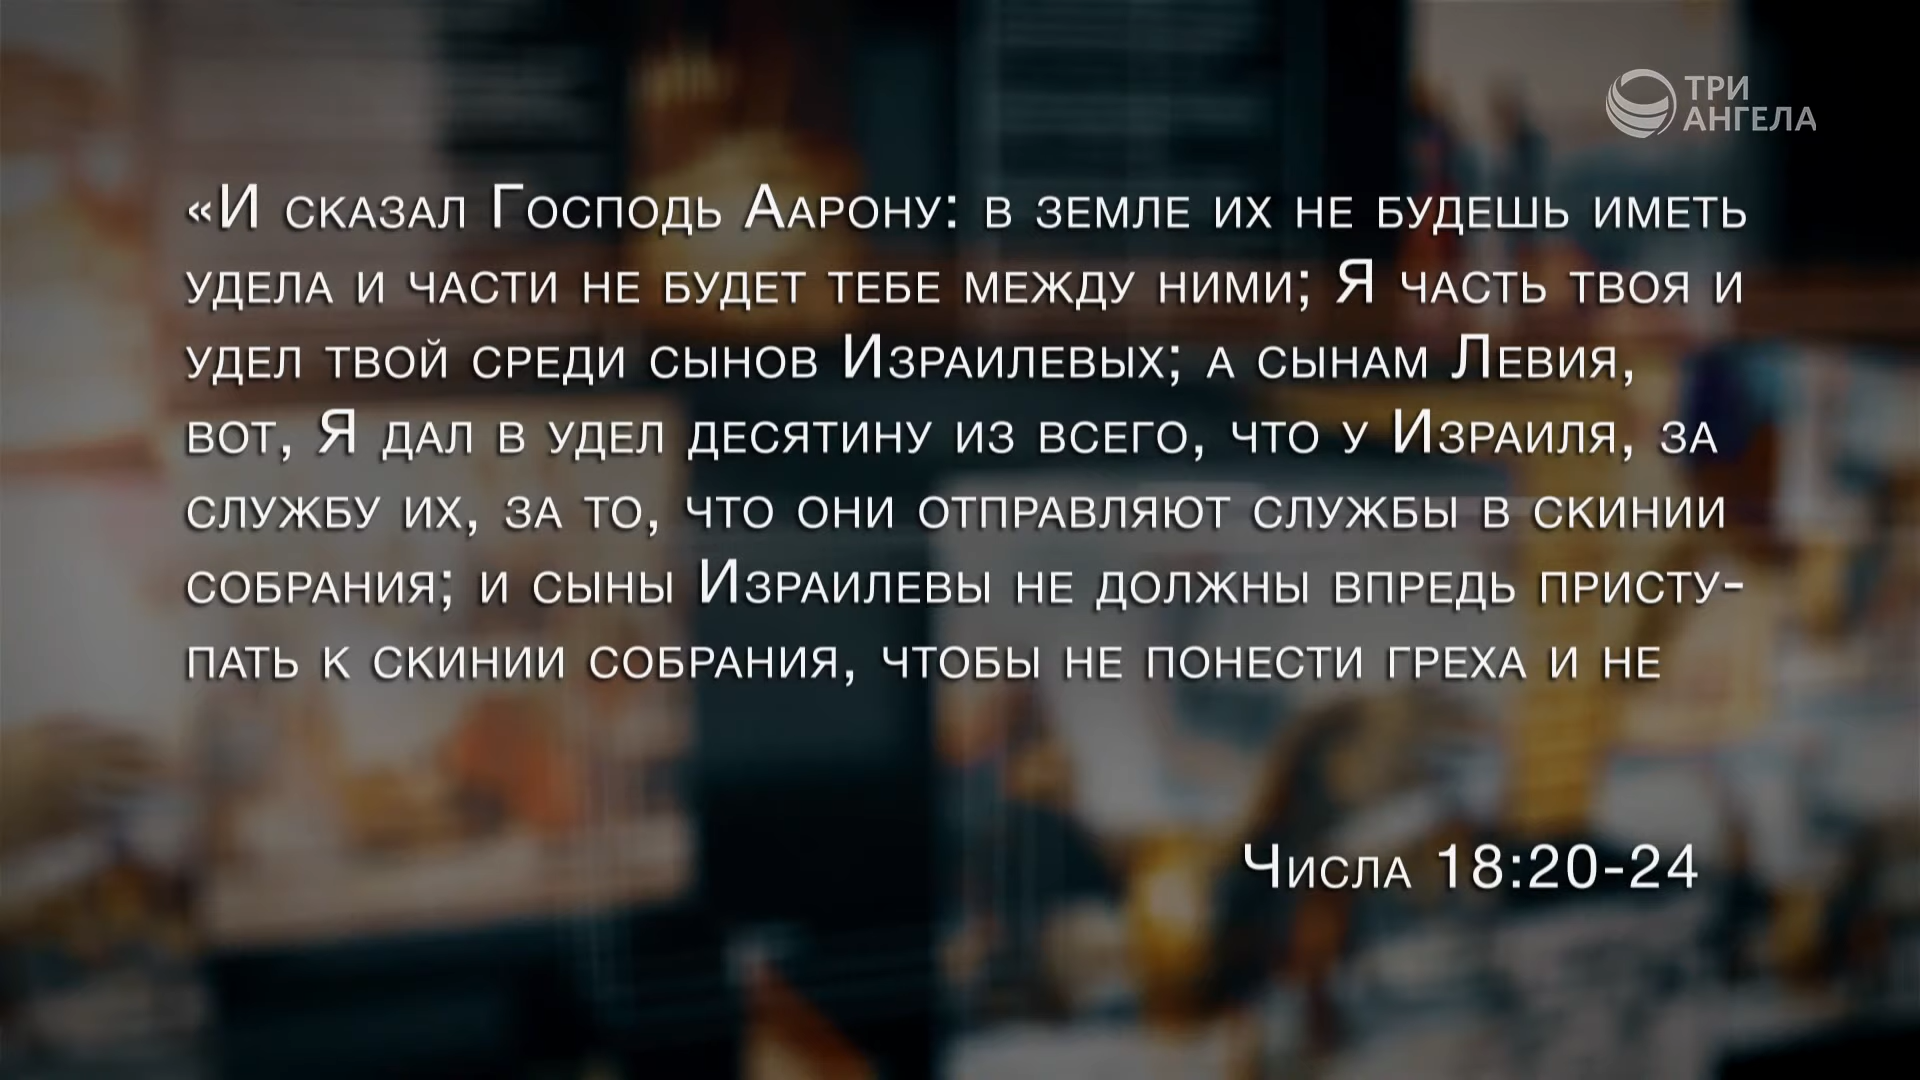 ТРИ
АНГЕЛА
«И сказал Господь Аарону: в земле их не будешь иметь
удела и части не будет тебе между ними; Я часть твоя и
удел твой среди сынов Израилевых; а сынам Левия,
вот, Я дал в удел десятину из всего, что у Израиля, за
службу их, за то, что они отправляют службы в скинии
собрания; и сыны Израилевы не должны впредь присту-
пать к скинии собрания, чтобы не понести греха и не
Числа 18:20-24